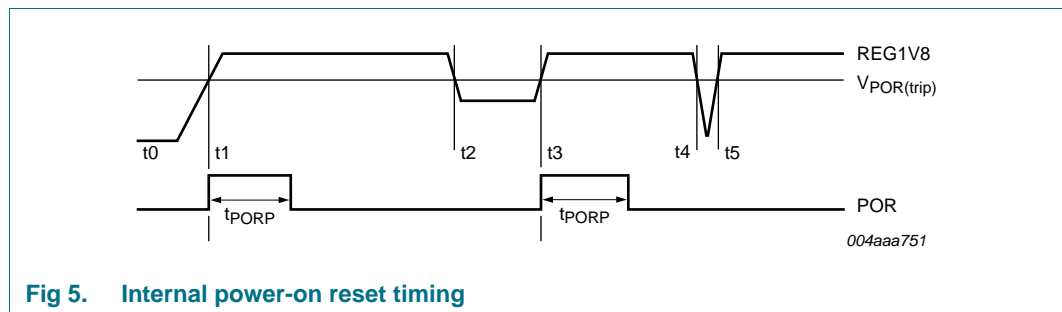 REG1V8
VPOR(trip)
t0 t1 t2 t3 t4 t5
tPORP tPORP POR
004aaa751
Fig 5. Internal power-on reset timing